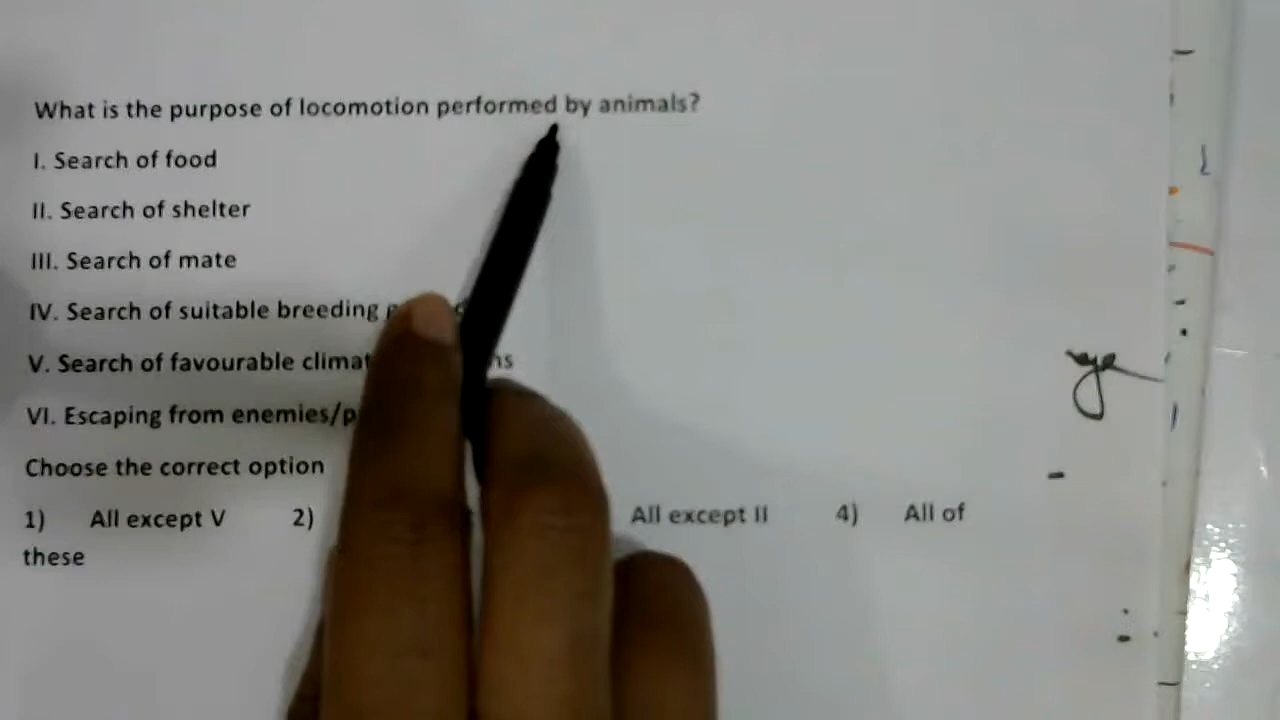 What is the purpose of locomotion performed by animals?
I. Search of food
II. Search of shelter
III. Search of mate
IV. Search of suitable breeding
V. Search of favourable
VI. Escaping from enemies/
Choose the correct option
1) All except V 2) All except II 4) All of
these